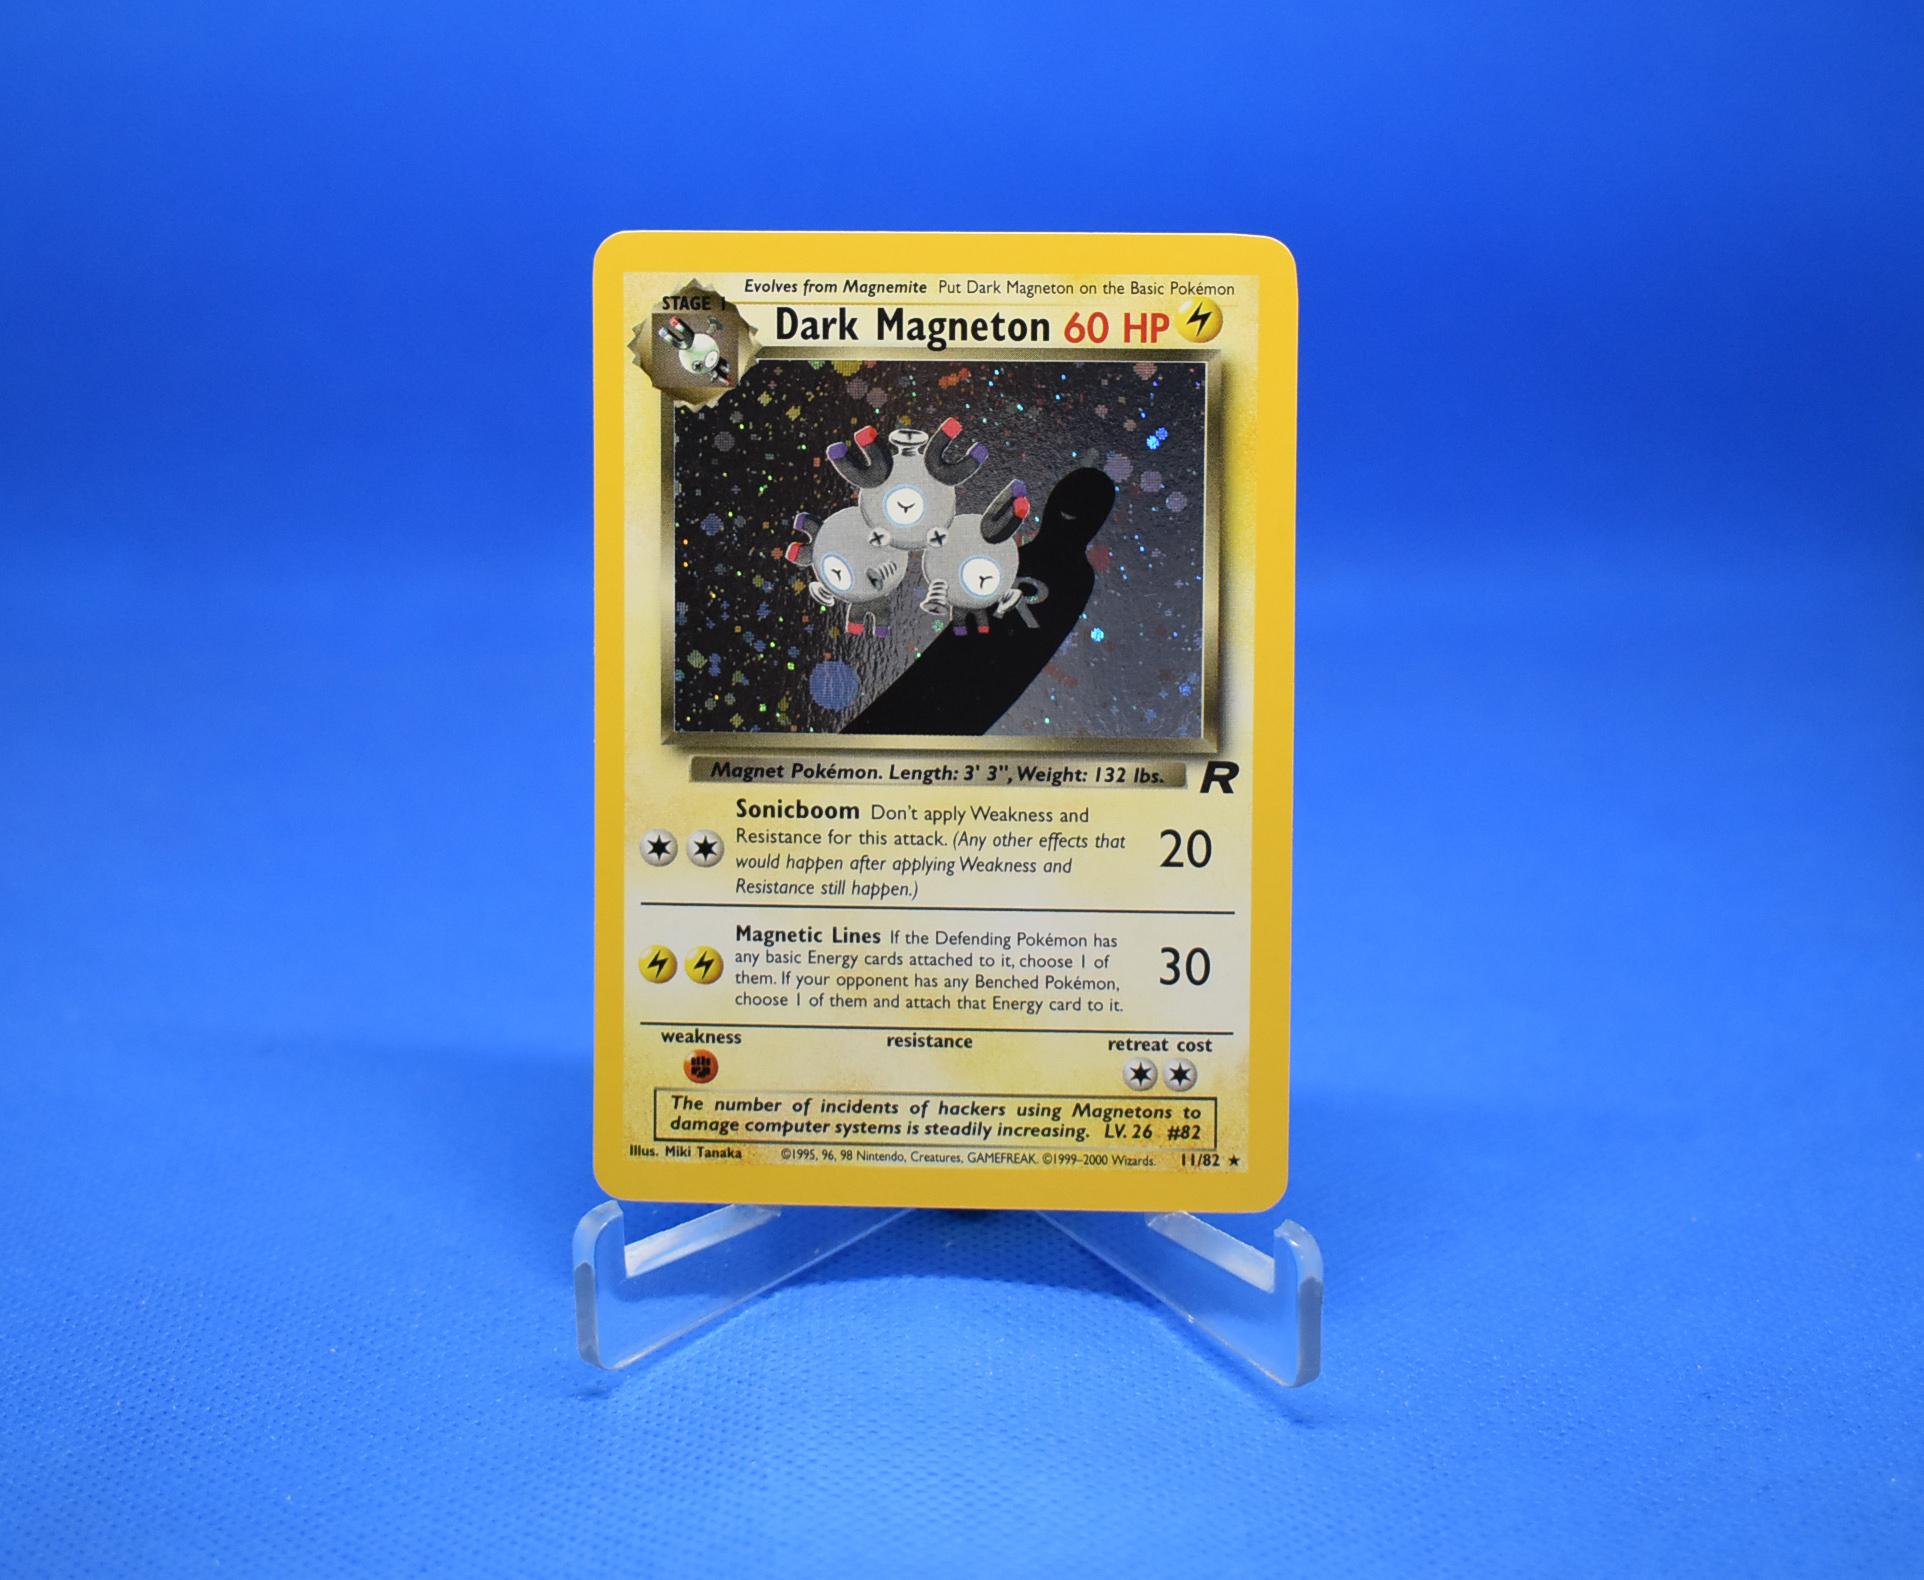 Evolves from Magnemite Put Dark Magneton on the Basic Pokémon
STAGE 1
Dark Magneton 60 HP
R
Magnet Pokémon. Length: 3' 3", Weight: 132 lbs.
R
Sonicboom Don't apply Weakness and
Resistance for this attack. (Any other effects that
would happen after applying Weakness and
Resistance still happen.)
20
Magnetic Lines If the Defending Pokémon has
any basic Energy cards attached to it, choose 1 of
them. If your opponent has any Benched Pokémon,
choose 1 of them and attach that Energy card to it.
30
weakness resistance retreat cost
The number of incidents of hackers using Magnetons to
damage computer systems is steadily increasing. LV. 26 #82
Illus. Miki Tanaka ©1995, 96, 98 Nintendo, Creatures, GAMEFREAK. ©1999–2000 Wizards. 11/82 ★